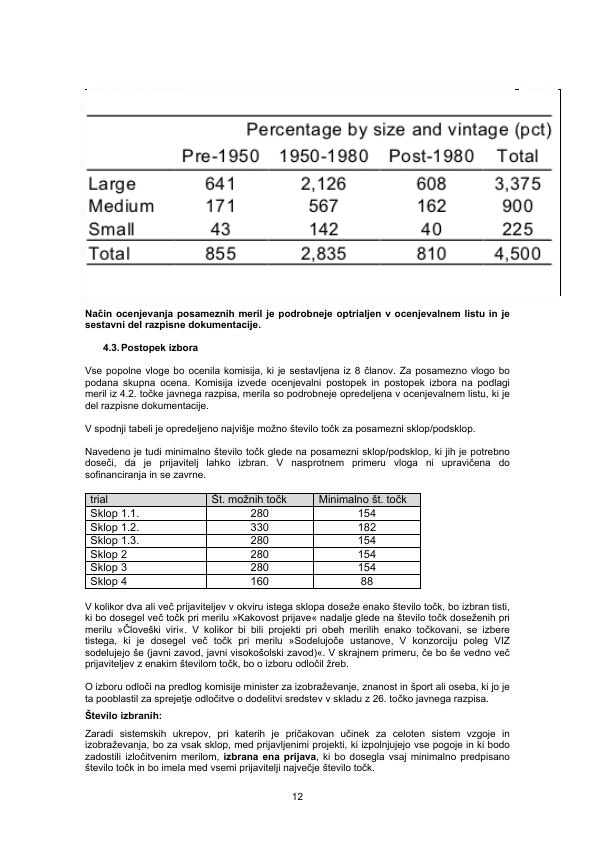 Percentage by size and vintage (pct)
Pre-1950 1950-1980 Post-1980 Total
Large 641 2,126 608 3,375
Medium 171 567 162 900
Small 43 142 40 225
Total 855 2,835 810 4,500
Način ocenjevanja posameznih meril je podrobneje optrialjen v ocenjevalnem listu in je
sestavni del razpisne dokumentacije.
4.3. Postopek izbora
Vse popolne vloge bo ocenila komisija, ki je sestavljena iz 8 članov. Za posamezno vlogo bo
podana skupna ocena. Komisija izvede ocenjevalni postopek in postopek izbora na podlagi
meril iz 4.2. točke javnega razpisa, merila so podrobneje opredeljena v ocenjevalnem listu, ki je
del razpisne dokumentacije.
V spodnji tabeli je opredeljeno najvišje možno število točk za posamezni sklop/podsklop.
Navedeno je tudi minimalno število točk glede na posamezni sklop/podsklop, ki jih je potrebno
doseči, da je prijavitelj lahko izbran. V nasprotnem primeru vloga ni upravičena do
sofinanciranja in se zavrne.
trial Št. možnih točk Minimalno št. točk
Sklop 1.1. 280 154
Sklop 1.2. 330 182
Sklop 1.3. 280 154
Sklop 2 280 154
Sklop 3 280 154
Sklop 4 160 88
V kolikor dva ali več prijaviteljev v okviru istega sklopa doseže enako število točk, bo izbran tisti,
ki bo dosegel več točk pri merilu »Kakovost prijave« nadalje glede na število točk doseženih pri
merilu »Človeški viri«. V kolikor bi bili projekti pri obeh merilih enako točkovani, se izbere
tistega, ki je dosegel več točk pri merilu »Sodelujoče ustanove, V konzorciju poleg VIZ
sodelujejo še (javni zavod, javni visokošolski zavod)«. V skrajnem primeru, če bo še vedno več
prijaviteljev z enakim številom točk, bo o izboru odločil žreb.
O izboru odloči na predlog komisije minister za izobraževanje, znanost in šport ali oseba, ki jo je
ta pooblastil za sprejetje odločitve o dodelitvi sredstev v skladu z 26. točko javnega razpisa.
Število izbranih:
Zaradi sistemskih ukrepov, pri katerih je pričakovan učinek za celoten sistem vzgoje in
izobraževanja, bo za vsak sklop, med prijavljenimi projekti, ki izpolnjujejo vse pogoje in ki bodo
zadostili izločitvenim merilom, izbrana ena prijava, ki bo dosegla vsaj minimalno predpisano
število točk in bo imela med vsemi prijavitelji največje število točk.
12